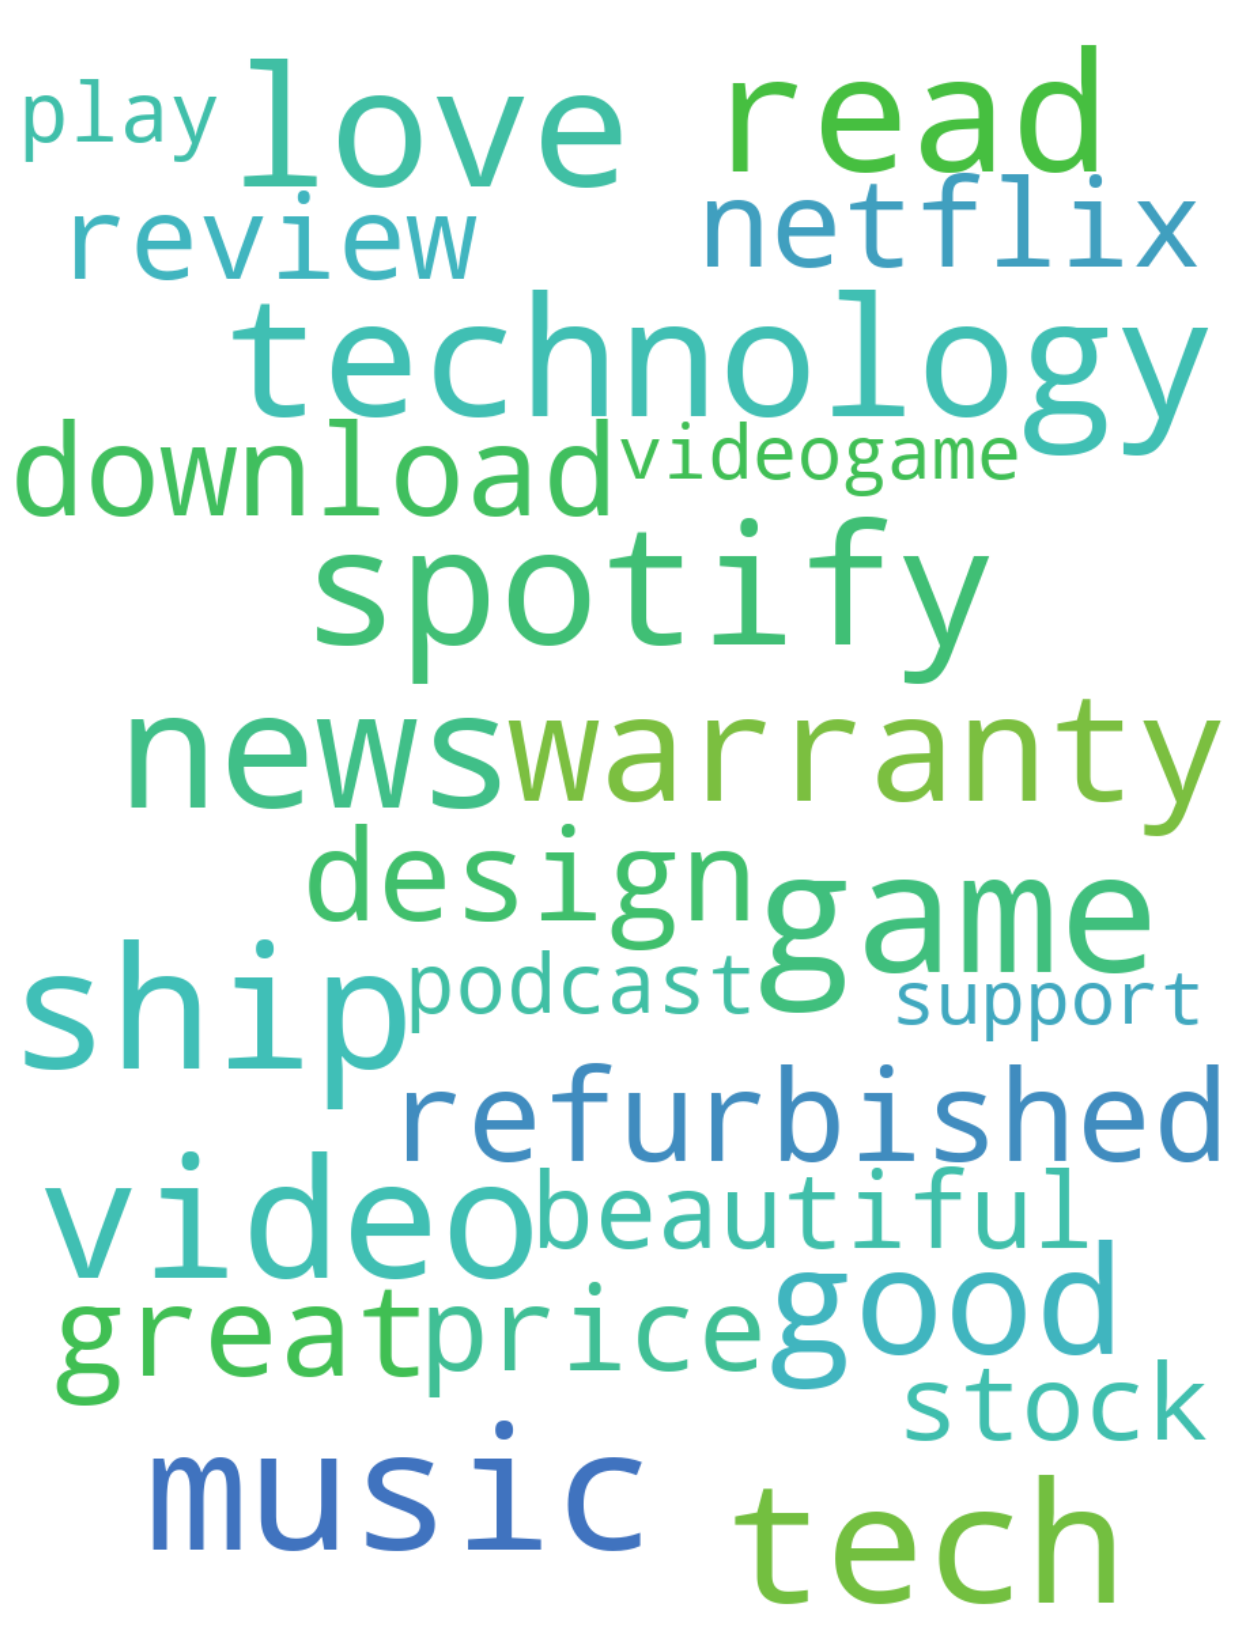 play love read
review netflix
technology
download videogame
spotify
news warranty
design game
ship podcast support
refurbished
video beautiful
great price good
stock
music tech